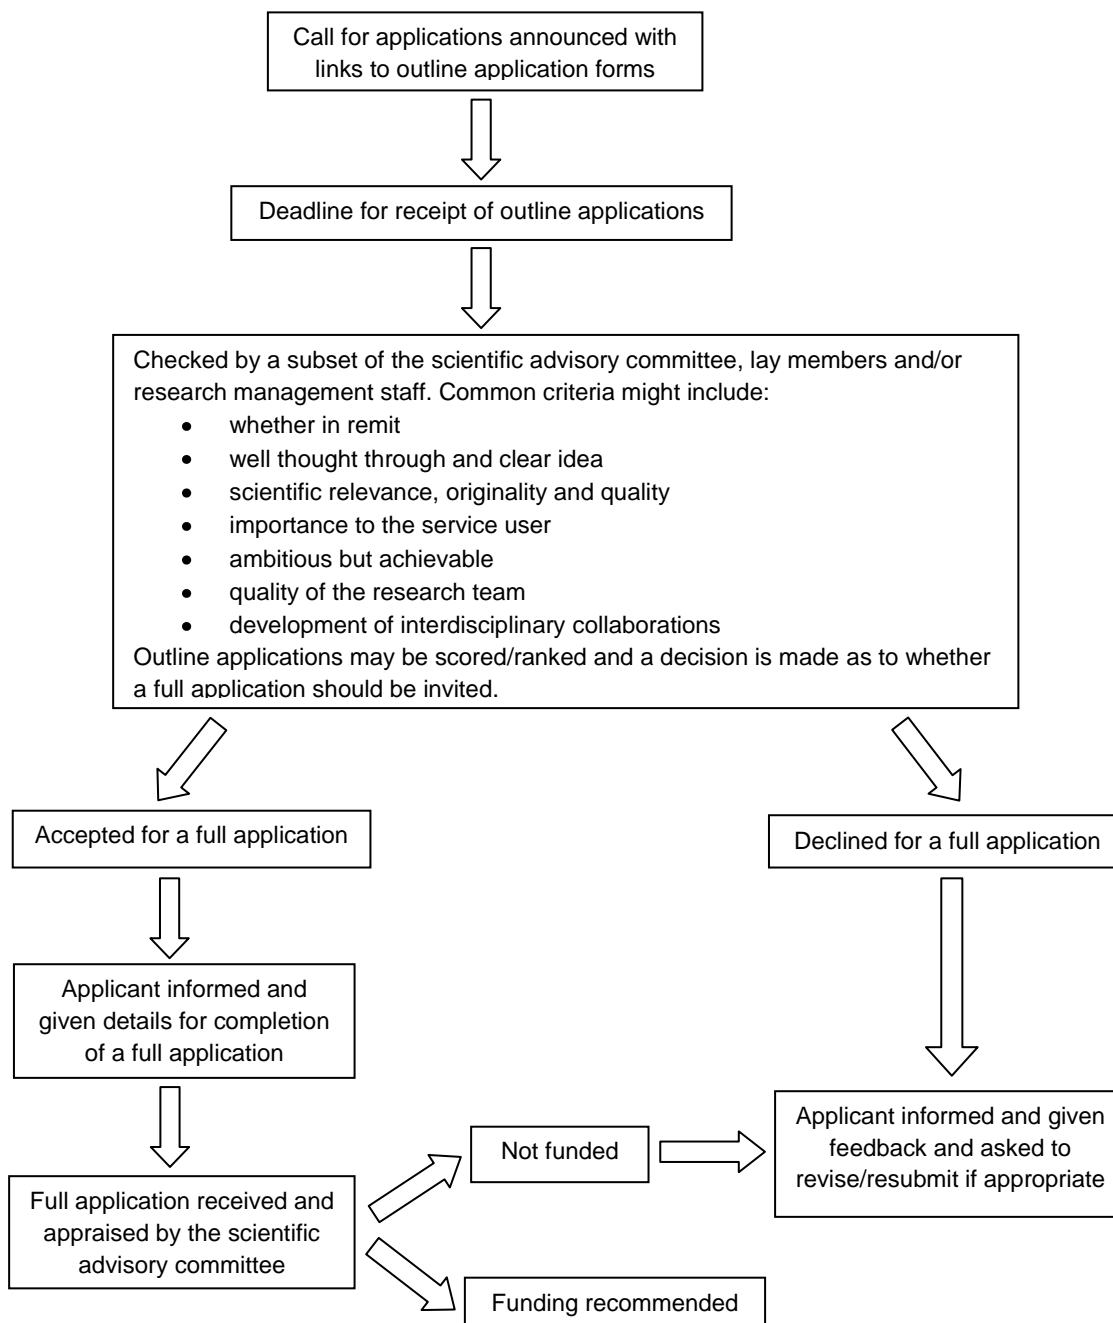 Call for applications announced with
links to outline application forms
Deadline for receipt of outline applications
Checked by a subset of the scientific advisory committee, lay members and/or
research management staff. Common criteria might include:
• whether in remit
• well thought through and clear idea
• scientific relevance, originality and quality
• importance to the service user
• ambitious but achievable
• quality of the research team
• development of interdisciplinary collaborations
Outline applications may be scored/ranked and a decision is made as to whether
a full application should be invited.
Accepted for a full application
Declined for a full application
Applicant informed and
given details for completion
of a full application
Not funded
Applicant informed and given
feedback and asked to
revise/resubmit if appropriate
Full application received and
appraised by the scientific
advisory committee
Funding recommended